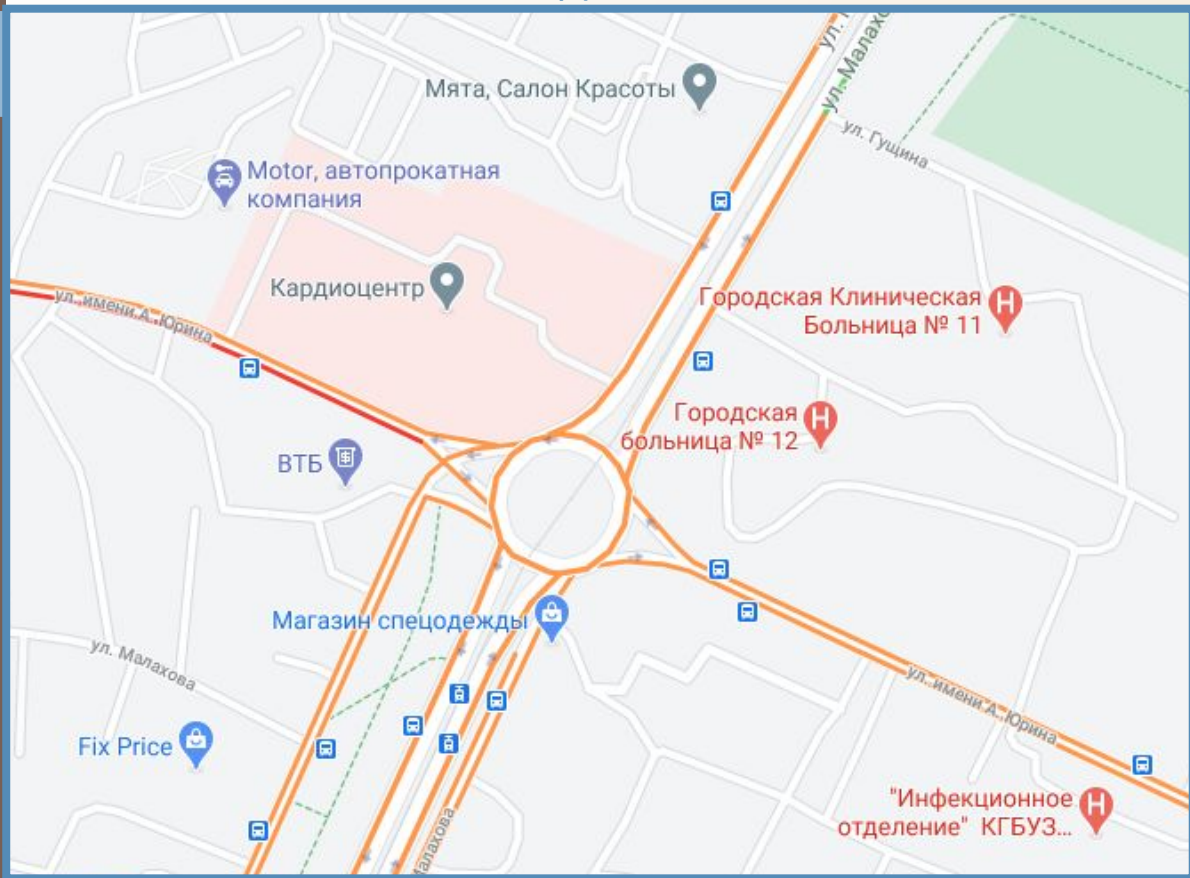 ул. Малахо
Мята, Салон Красоты
ул. Гущина
Motor, автопрокатная
компания
Кардиоцентр
ул. имени А. Юрина
Городская Клиническая
Больница № 11
Городская
больница № 12
ВТБ
Магазин спецодежды
ул. Малахова
ул. имени А. Юрина
Fix Price
"Инфекционное
отделение" КГБУЗ...
Малахова